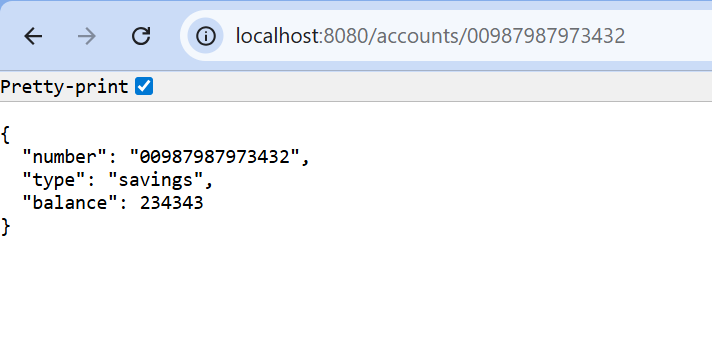 localhost:8080/accounts/00987987973432
Pretty-print
{
  "number": "00987987973432",
  "type": "savings",
  "balance": 234343
}